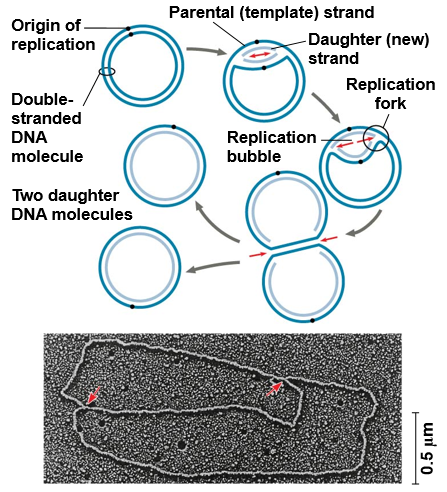 Origin of
replication
Parental (template) strand
Daughter (new)
strand
Replication
fork
Double-
stranded
DNA
molecule
Replication
bubble
Two daughter
DNA molecules
0.5 µm